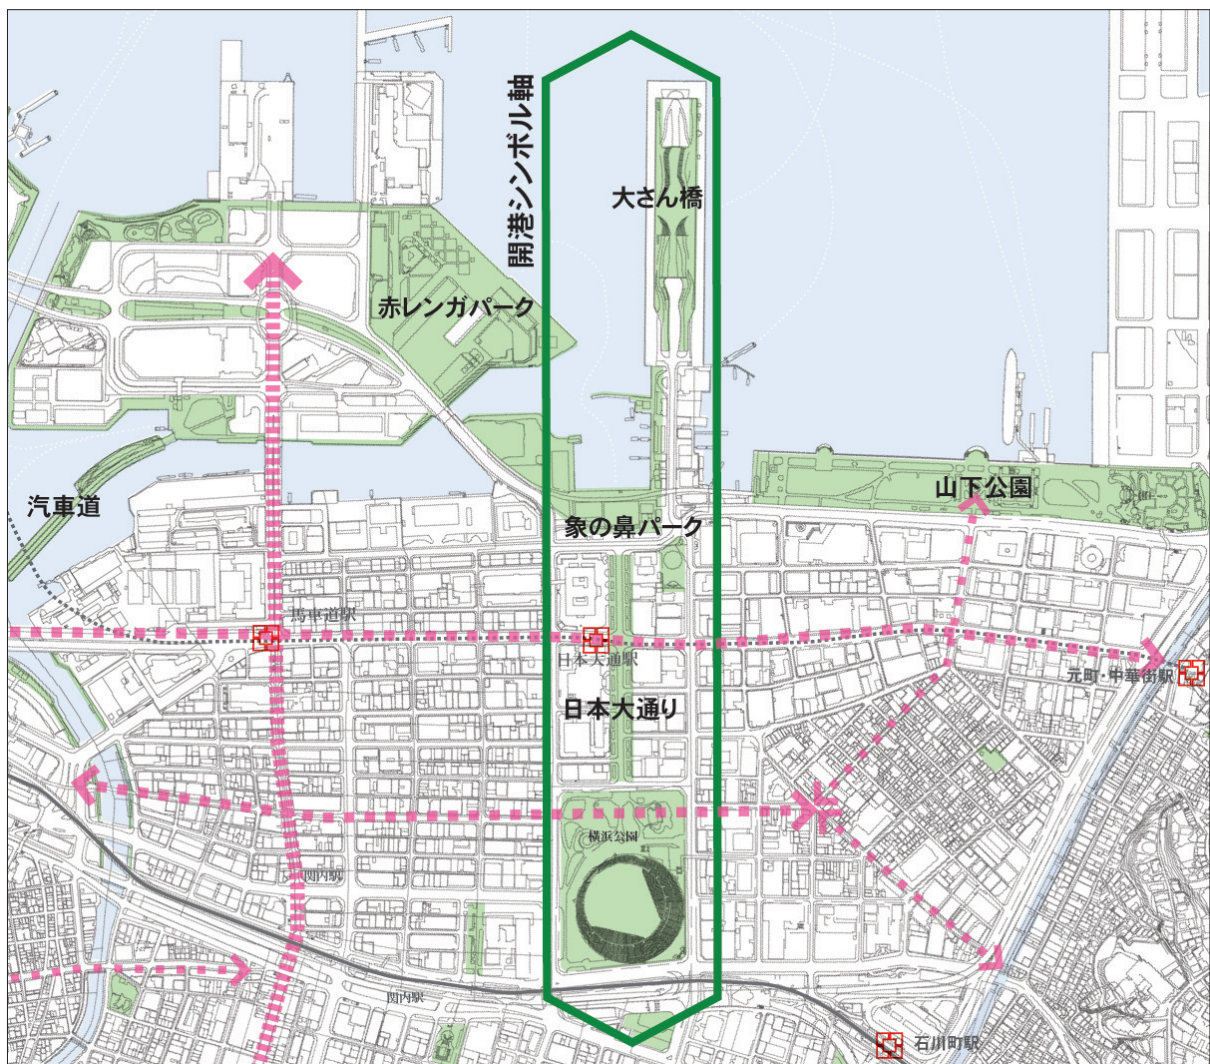 開港シンボル軸
大さん橋
赤レンガパーク
山下公園
汽車道
象の鼻パーク
馬車道駅
日本大通駅
元町・中華街駅
日本大通り
横浜公園
関内駅
関内駅
石川町駅